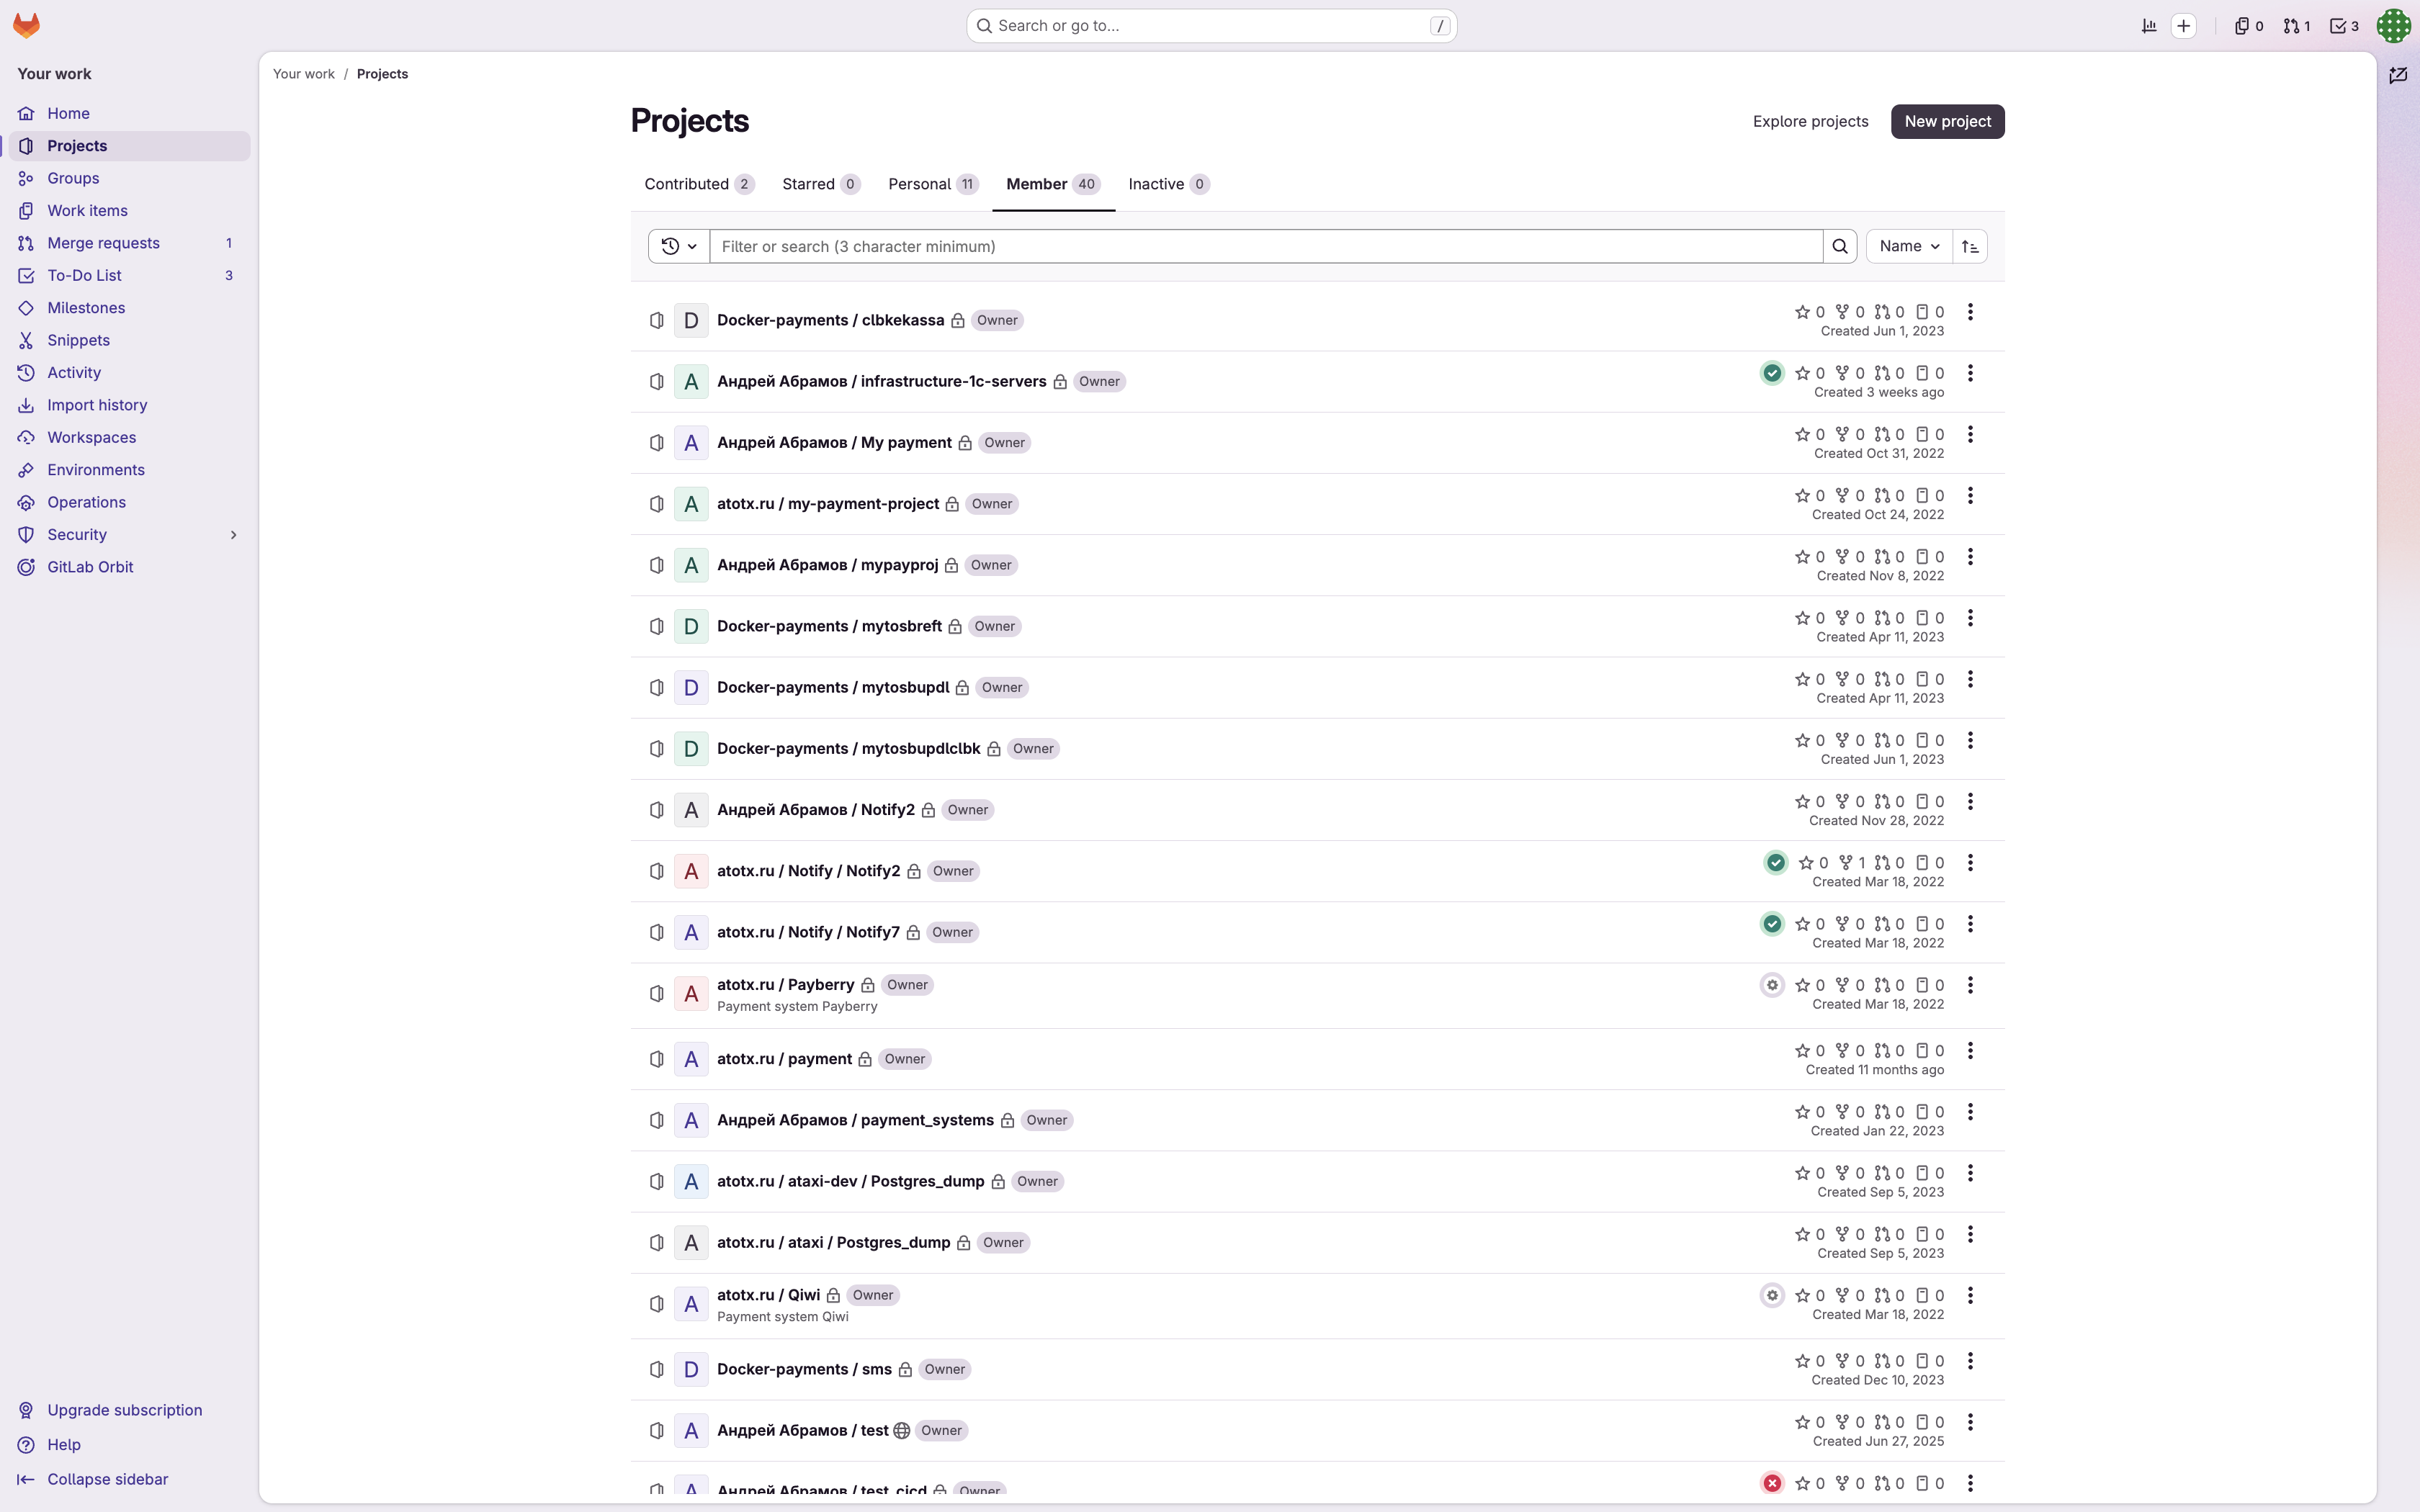 Search or go to...
/
0
1
3
Your work
Home
Projects
Groups
Work items
Merge requests 1
To-Do List 3
Milestones
Snippets
Activity
Import history
Workspaces
Environments
Operations
Security
GitLab Orbit
Upgrade subscription
Help
Collapse sidebar
Your work / Projects
Projects
Explore projects
New project
Contributed 2
Starred 0
Personal 11
Member 40
Inactive 0
Filter or search (3 character minimum)
Name
D Docker-payments / clbkekassa Owner
0 0 0 0
Created Jun 1, 2023
A Андрей Абрамов / infrastructure-1c-servers Owner
0 0 0 0
Created 3 weeks ago
A Андрей Абрамов / My payment Owner
0 0 0 0
Created Oct 31, 2022
A atotx.ru / my-payment-project Owner
0 0 0 0
Created Oct 24, 2022
A Андрей Абрамов / mypayproj Owner
0 0 0 0
Created Nov 8, 2022
D Docker-payments / mytosbreft Owner
0 0 0 0
Created Apr 11, 2023
D Docker-payments / mytosbupdl Owner
0 0 0 0
Created Apr 11, 2023
D Docker-payments / mytosbupdlclbk Owner
0 0 0 0
Created Jun 1, 2023
A Андрей Абрамов / Notify2 Owner
0 0 0 0
Created Nov 28, 2022
A atotx.ru / Notify / Notify2 Owner
0 1 0 0
Created Mar 18, 2022
A atotx.ru / Notify / Notify7 Owner
0 0 0 0
Created Mar 18, 2022
A atotx.ru / Payberry Owner
Payment system Payberry
0 0 0 0
Created Mar 18, 2022
A atotx.ru / payment Owner
0 0 0 0
Created 11 months ago
A Андрей Абрамов / payment_systems Owner
0 0 0 0
Created Jan 22, 2023
A atotx.ru / ataxi-dev / Postgres_dump Owner
0 0 0 0
Created Sep 5, 2023
A atotx.ru / ataxi / Postgres_dump Owner
0 0 0 0
Created Sep 5, 2023
A atotx.ru / Qiwi Owner
Payment system Qiwi
0 0 0 0
Created Mar 18, 2022
D Docker-payments / sms Owner
0 0 0 0
Created Dec 10, 2023
A Андрей Абрамов / test Owner
0 0 0 0
Created Jun 27, 2025
A Андрей Абрамов / test_cicd Owner
0 0 0 0